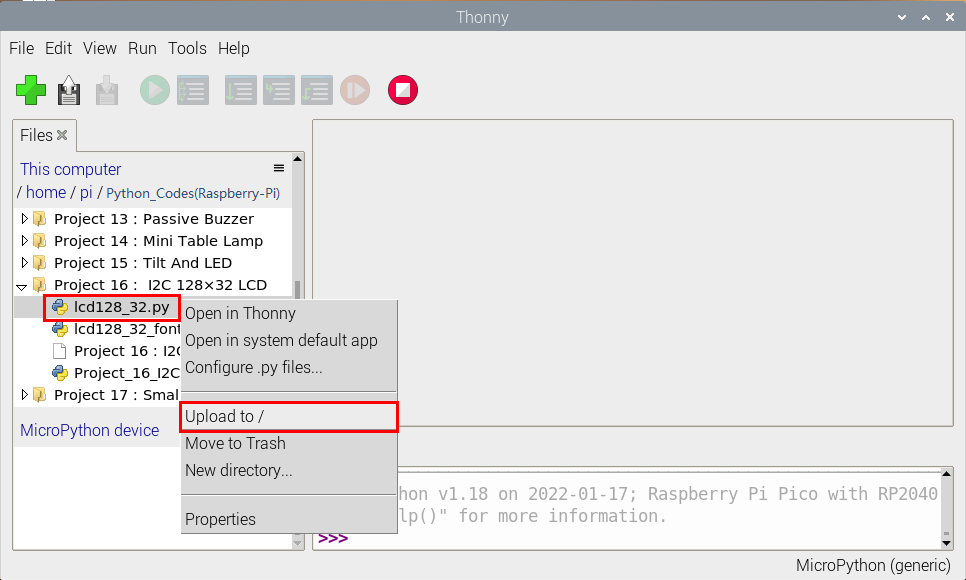 Thonny
File Edit View Run Tools Help
Files
This computer
/ home / pi / Python_Codes(Raspberry-Pi)
Project 13 : Passive Buzzer
Project 14 : Mini Table Lamp
Project 15 : Tilt And LED
Project 16 : I2C 128×32 LCD
lcd128_32.py
lcd128_32_font
Project 16 : I2C
Project_16_I2C
Project 17 : Smal
MicroPython device
Open in Thonny
Open in system default app
Configure .py files...
Upload to /
Move to Trash
New directory...
Properties
hon v1.18 on 2022-01-17; Raspberry Pi Pico with RP2040
lp()" for more information.
>>>
MicroPython (generic)